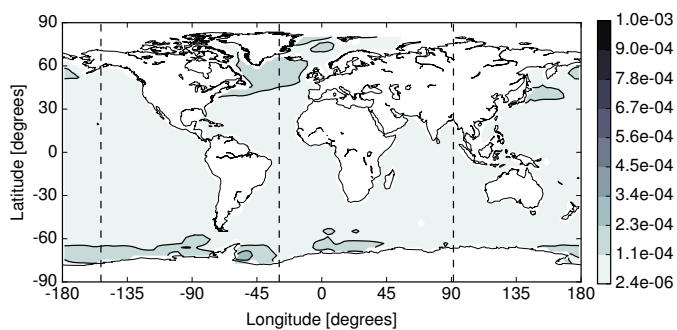 90
60
30
0
30
60
90
Latitude [degrees]
-180 -135 -90 -45 0 45 90 135 180
Longitude [degrees]
1.0e-03
9.0e-04
7.8e-04
6.7e-04
5.6e-04
4.5e-04
3.4e-04
2.3e-04
1.1e-04
2.4e-06